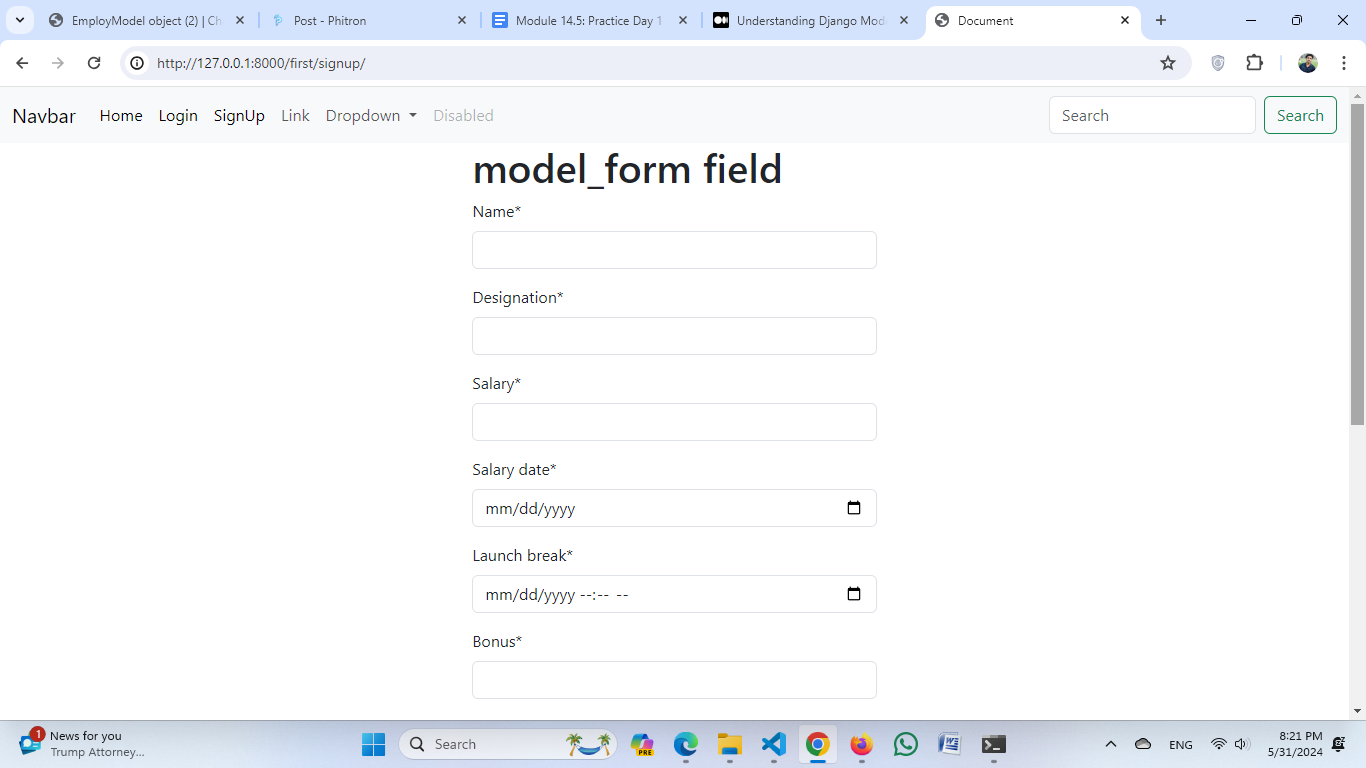 EmployModel object (2) | Ch
Post - Phitron
Module 14.5: Practice Day 1
Understanding Django Mod
Document
http://127.0.0.1:8000/first/signup/
Navbar Home Login SignUp Link Dropdown Disabled Search Search
model_form field
Name*
Designation*
Salary*
Salary date*
mm/dd/yyyy
Launch break*
mm/dd/yyyy --:-- --
Bonus*
1
News for you
Trump Attorney...
Search
PRE
W
ENG
8:21 PM
5/31/2024